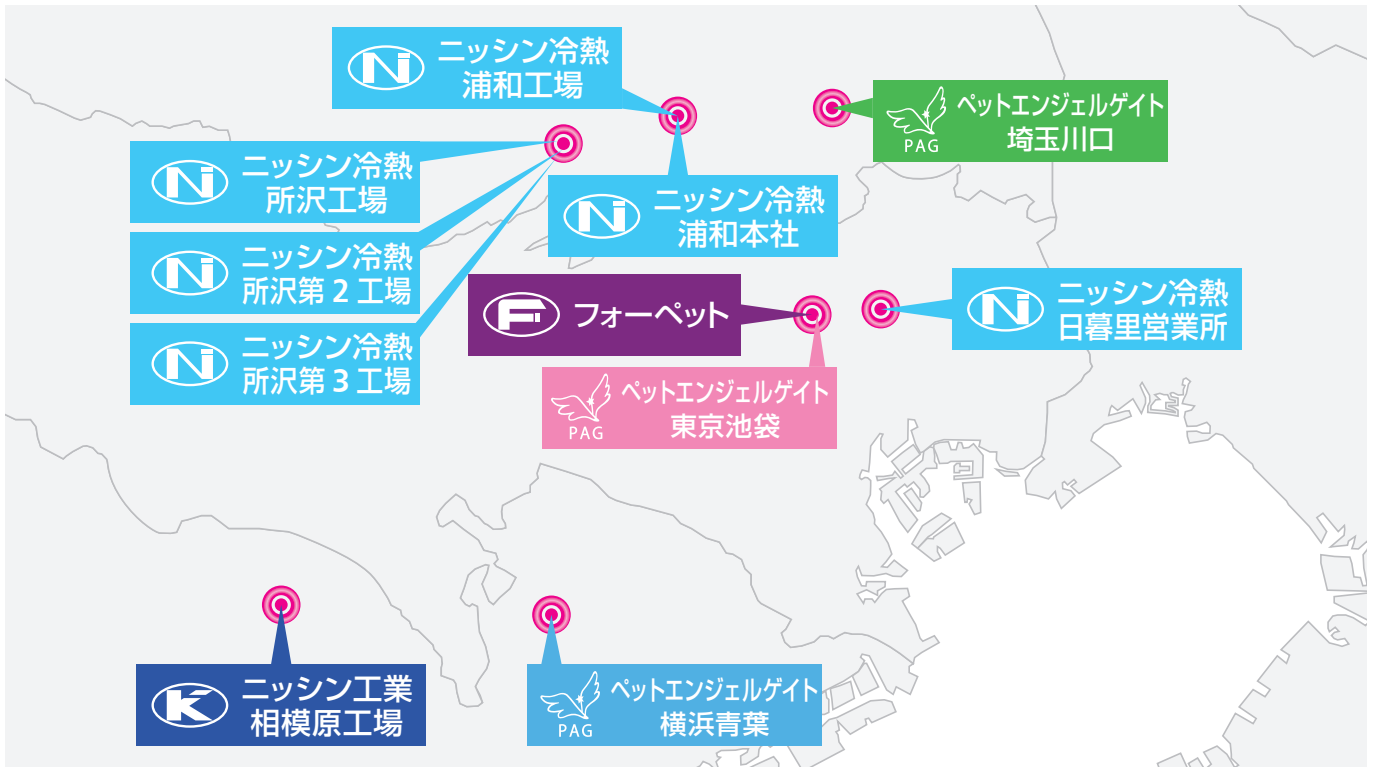 ニッシン冷熱
浦和工場
ペットエンジェルゲイト
埼玉川口
PAG
ニッシン冷熱
所沢工場
ニッシン冷熱
浦和本社
ニッシン冷熱
所沢第2工場
フォーペット
ニッシン冷熱
日暮里営業所
ニッシン冷熱
所沢第3工場
ペットエンジェルゲイト
東京池袋
PAG
ニッシン工業
相模原工場
ペットエンジェルゲイト
横浜青葉
PAG